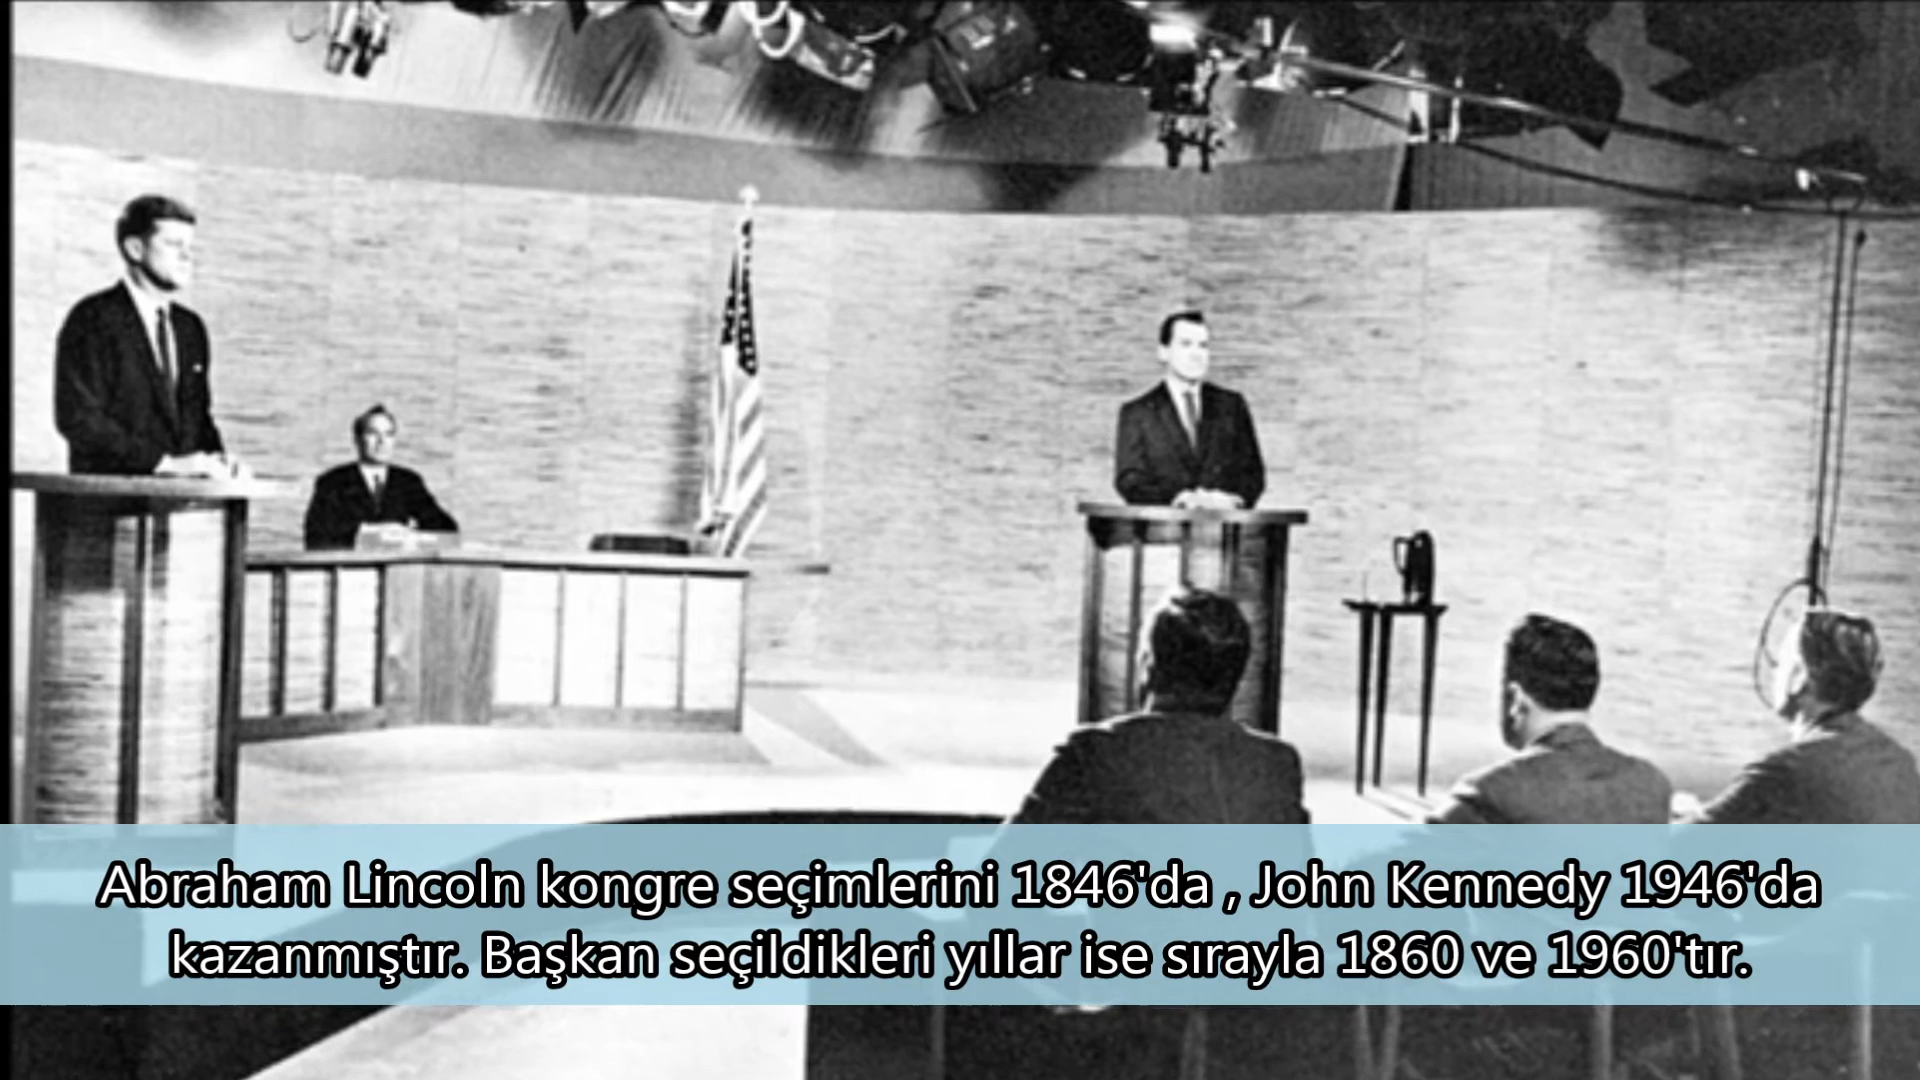 Abraham Lincoln kongre seçimlerini 1846'da , John Kennedy 1946'da
kazanmıştır. Başkan seçildikleri yıllar ise sırayla 1860 ve 1960'tır.